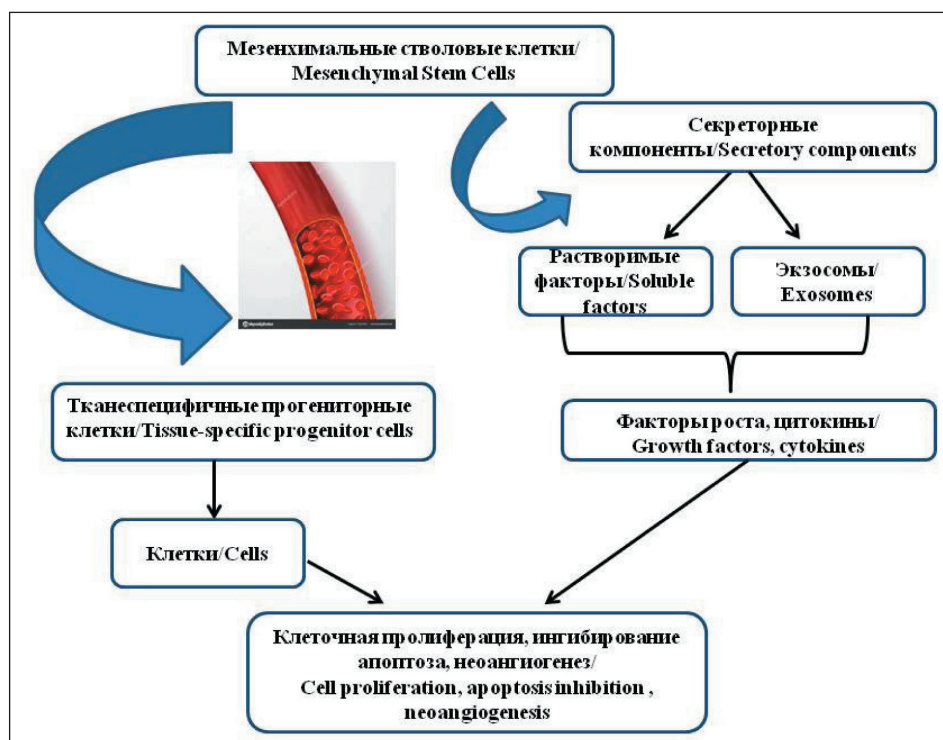 Мезенхимальные стволовые клетки/
Mesenchymal Stem Cells
Секреторные
компоненты/Secretory components
Растворимые
факторы/Soluble
factors
Экзосомы/
Exosomes
Тканеспецифичные прогениторные
клетки/Tissue-specific progenitor cells
Факторы роста, цитокины/
Growth factors, cytokines
Клетки/Cells
Клеточная пролиферация, ингибирование
апоптоза, неоангиогенез/
Cell proliferation, apoptosis inhibition ,
neoangiogenesis